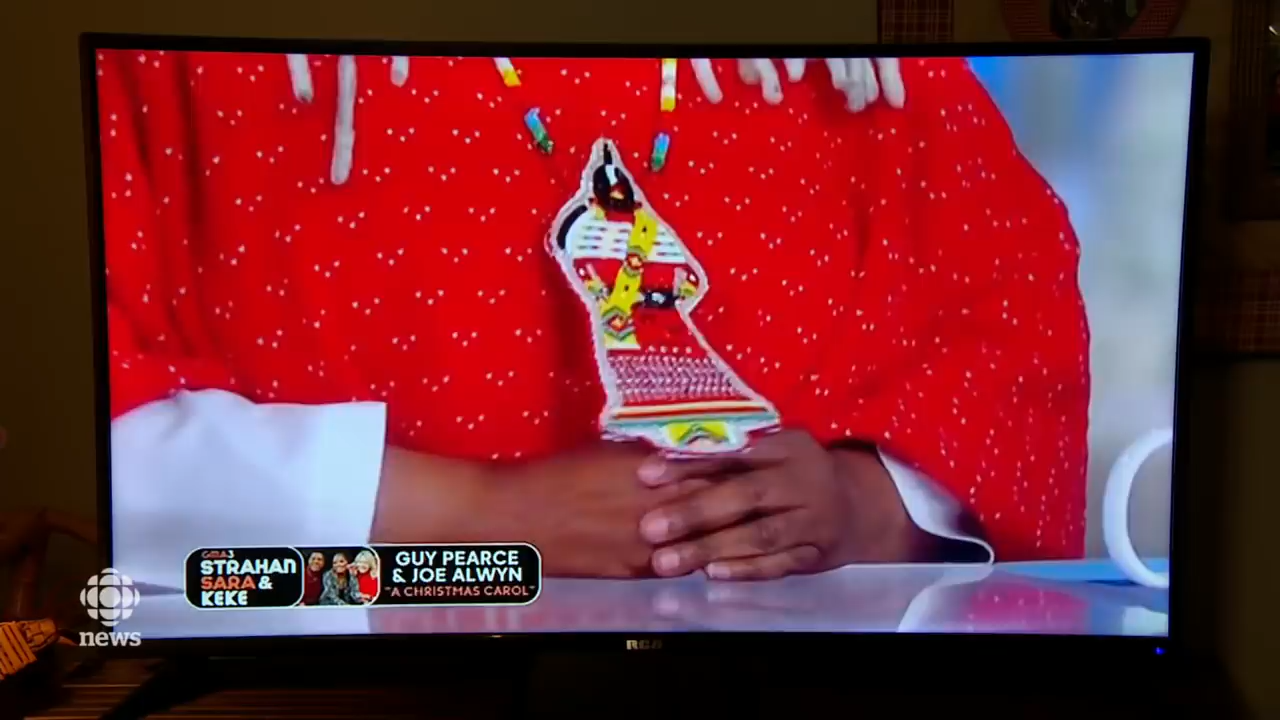 GMA3
STRAHAN
SARA &
KEKE
GUY PEARCE
& JOE ALWYN
"A CHRISTMAS CAROL"
news
RCA